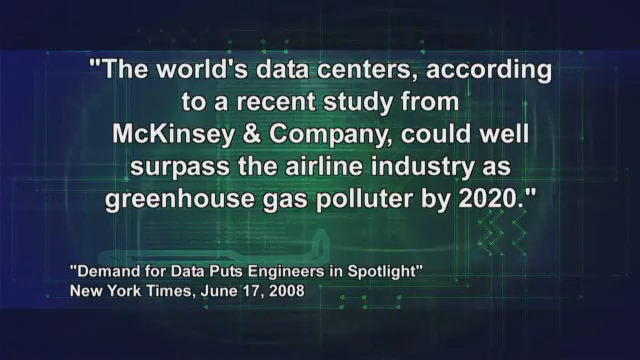 "The world's data centers, according
to a recent study from
McKinsey & Company, could well
surpass the airline industry as
greenhouse gas polluter by 2020."
"Demand for Data Puts Engineers in Spotlight"
New York Times, June 17, 2008